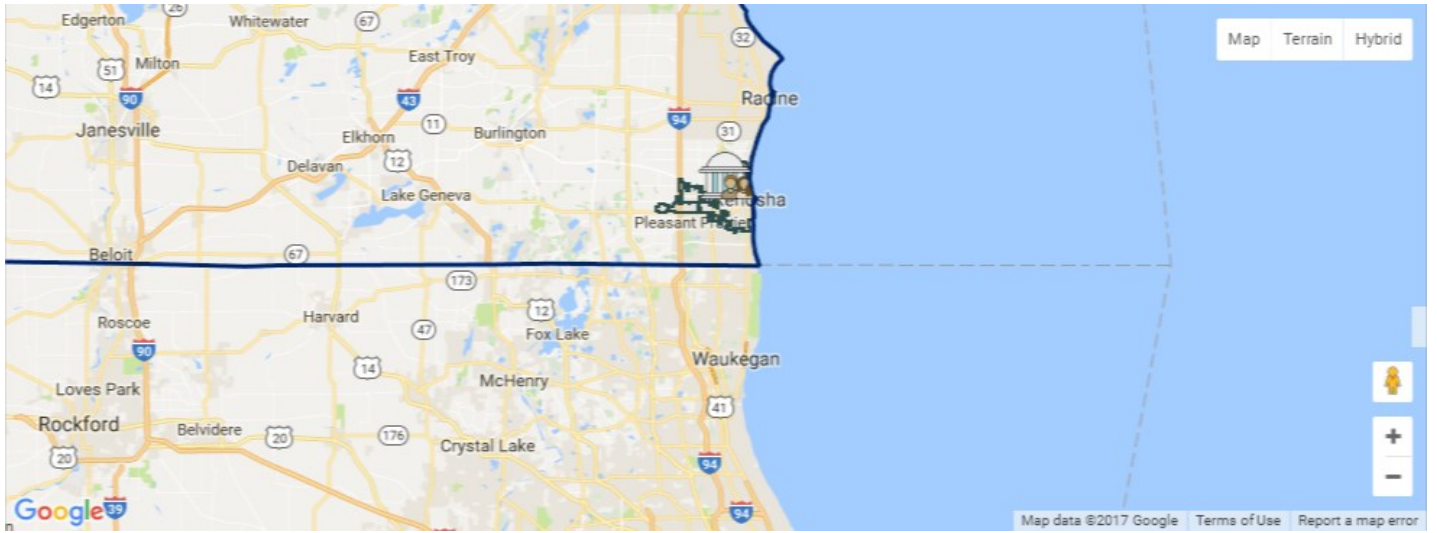 26
Edgerton
Whitewater
67
32
Map Terrain Hybrid
East Troy
51
Milton
14
90
43
Racine
94
11
31
Janesville
Elkhorn
Burlington
12
Delavan
Lake Geneva
Kenosha
Pleasant Prairie
Beloit
67
173
12
Roscoe
Harvard
47
Fox Lake
90
14
Waukegan
McHenry
Loves Park
41
Rockford
Belvidere
20
176
Crystal Lake
20
94
Google
39
94
n
Map data ©2017 Google Terms of Use Report a map error